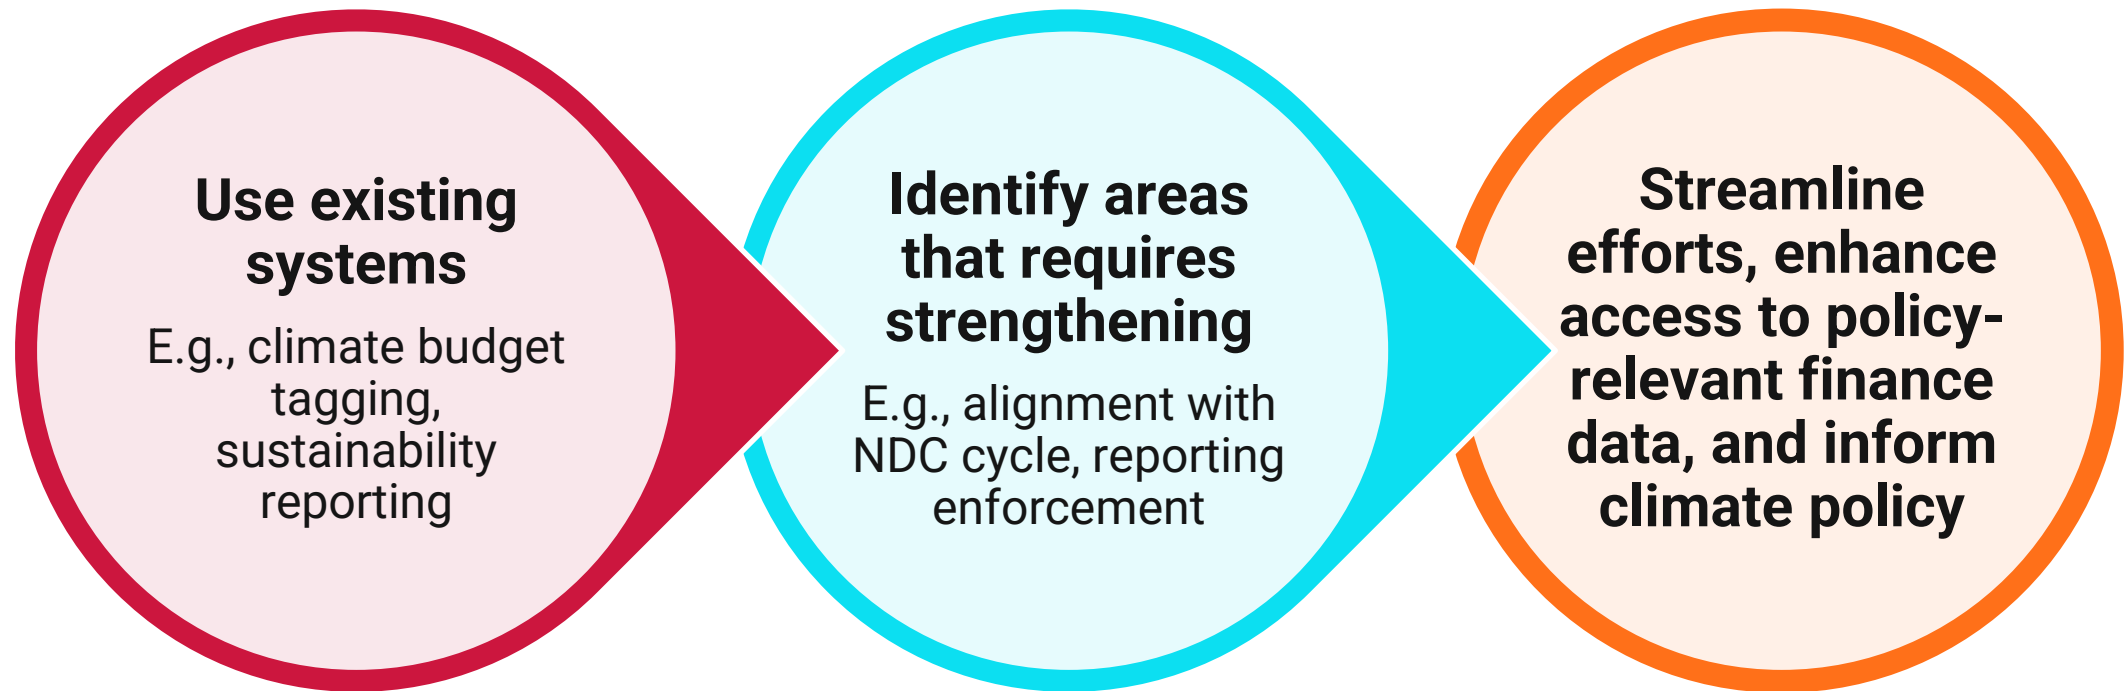 Use existing
systems
E.g., climate budget
tagging,
sustainability
reporting
Identify areas
that requires
strengthening
E.g., alignment with
NDC cycle, reporting
enforcement
Streamline
efforts, enhance
access to policy-
relevant finance
data, and inform
climate policy